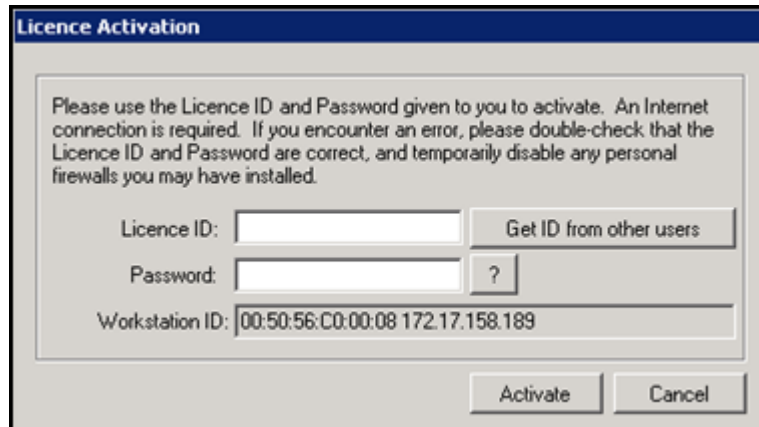 Licence Activation
Please use the Licence ID and Password given to you to activate. An Internet
connection is required. If you encounter an error, please double-check that the
Licence ID and Password are correct, and temporarily disable any personal
firewalls you may have installed.
Licence ID:
Get ID from other users
Password:
?
Workstation ID: 00:50:56:C0:00:08 172.17.158.189
Activate
Cancel